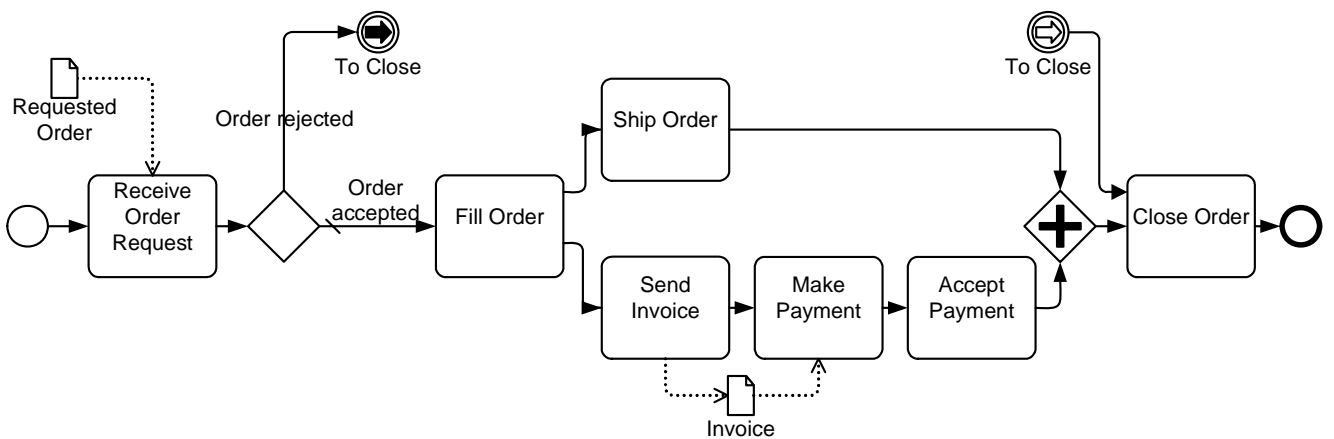 To Close
To Close
Requested
Order
Order rejected
Ship Order
Receive
Order
Request
Order
accepted
Fill Order
Close Order
Send
Invoice
Make
Payment
Accept
Payment
Invoice